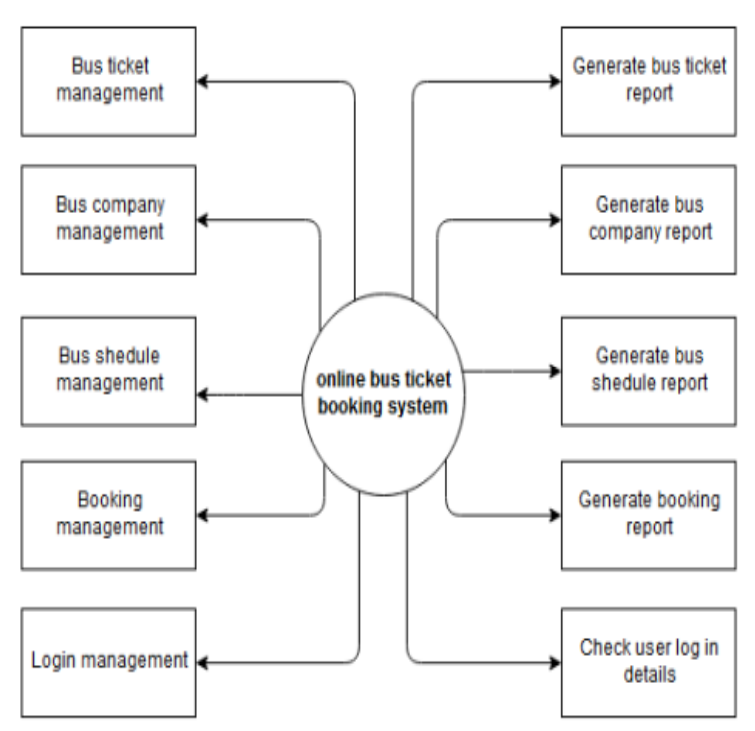 Bus ticket
management
Generate bus ticket
report
Bus company
management
Generate bus
company report
Bus shedule
management
Generate bus
shedule report
online bus ticket
booking system
Booking
management
Generate booking
report
Login management
Check user log in
details